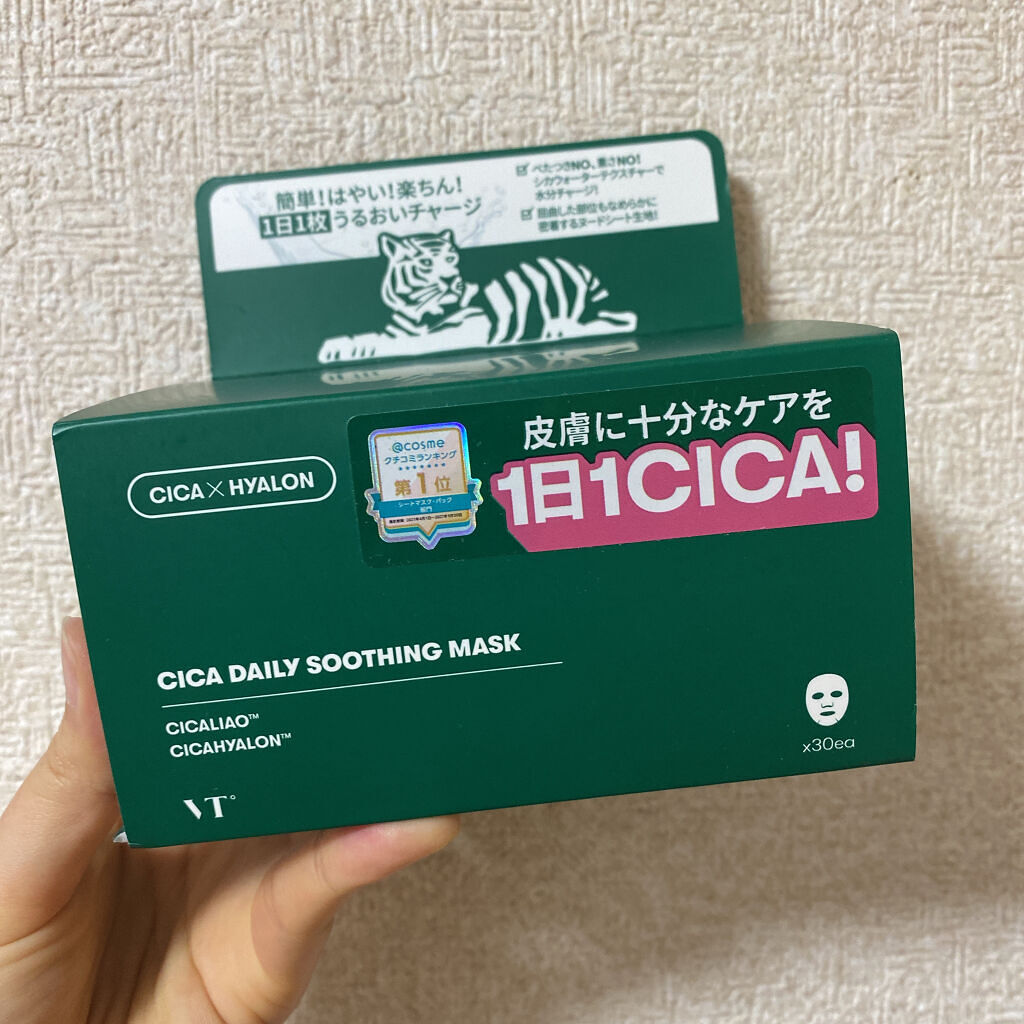 簡単!はやい!楽ちん!
1日1枚うるおいチャージ
べたつきNO、重さNO!
シカウォーターテクスチャーで
水分チャージ!
屈曲した部位もなめらかに
密着するヌードシート生地!
CICA×HYALON
@cosme
クチコミランキング
第1位
シートマスク・パック
部門
皮膚に十分なケアを
1日1CICA!
CICA DAILY SOOTHING MASK
CICALIAO™
CICAHYALON™
VT°
x30ea